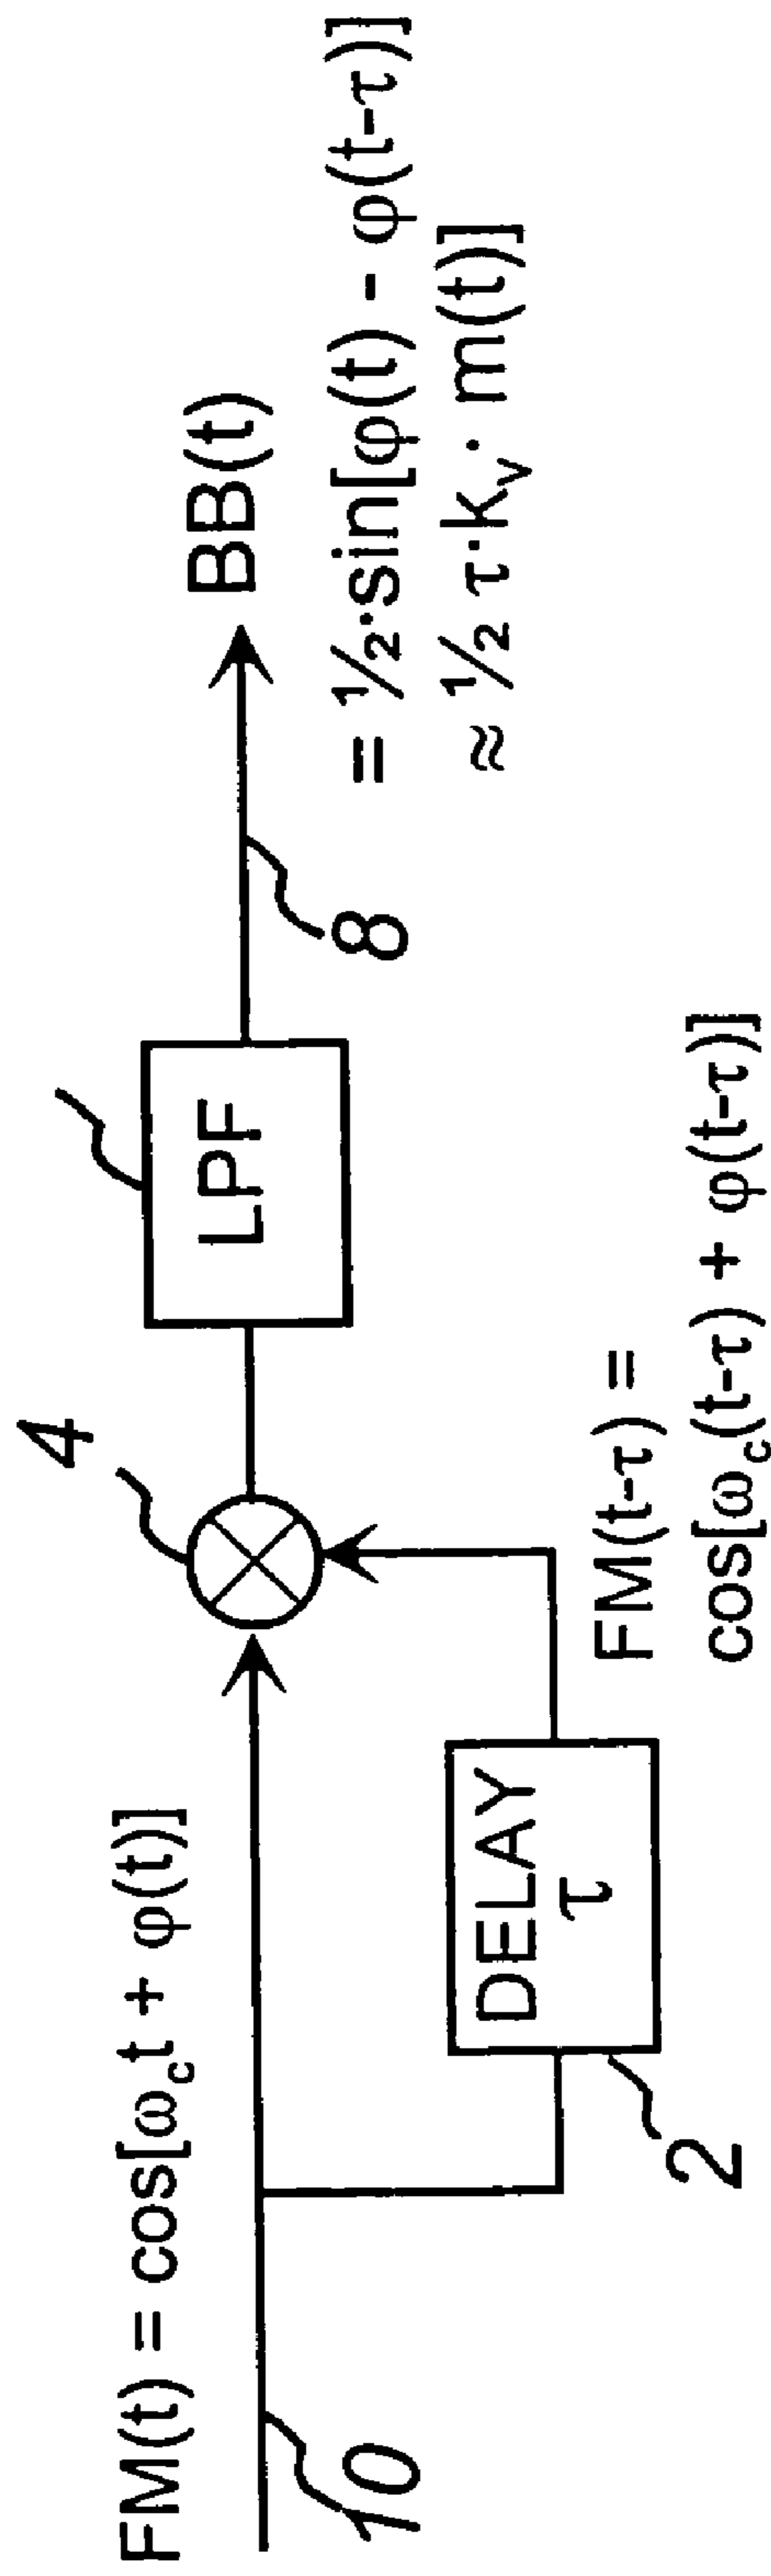 FM(t) = cos[ω_c t + φ(t)]
10
DELAY
τ
2
4
FM(t-τ) =
cos[ω_c(t-τ) + φ(t-τ)]
LPF
8
BB(t)
= ½·sin[φ(t) - φ(t-τ)]
≈ ½ τ·k_v· m(t)]